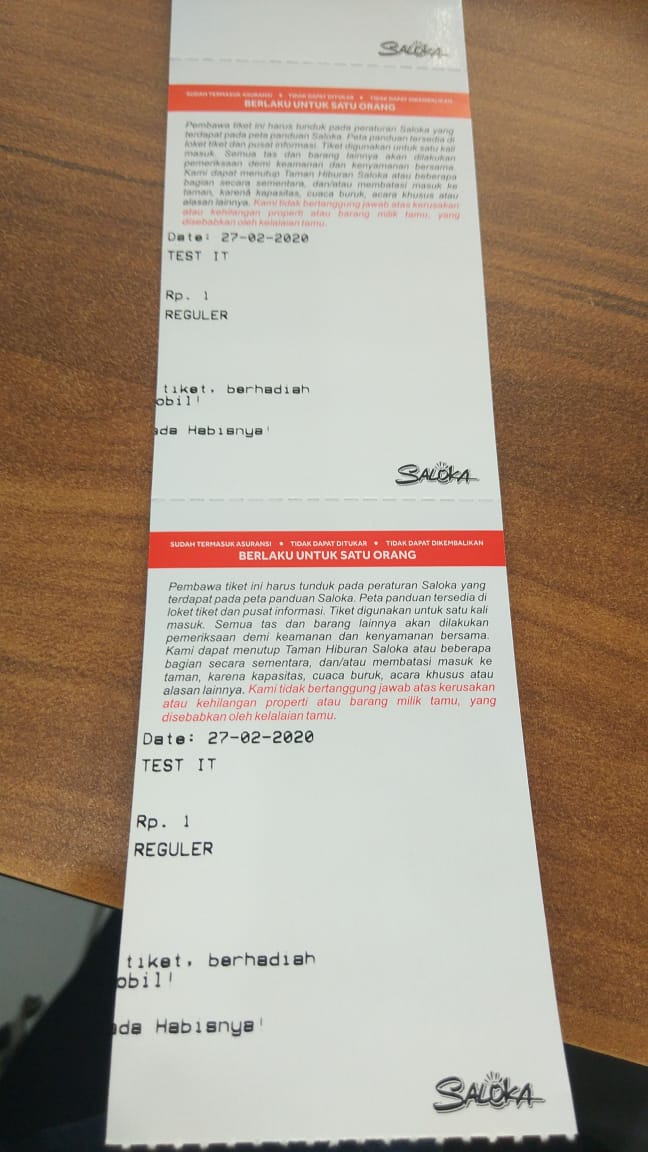 SALOKA
SUDAH TERMASUK ASURANSI • TIDAK DAPAT DITUKAR • TIDAK DAPAT DIKEMBALIKAN
BERLAKU UNTUK SATU ORANG
Pembawa tiket ini harus tunduk pada peraturan Saloka yang
terdapat pada peta panduan Saloka. Peta panduan tersedia di
loket tiket dan pusat informasi. Tiket digunakan untuk satu kali
masuk. Semua tas dan barang lainnya akan dilakukan
pemeriksaan demi keamanan dan kenyamanan bersama.
Kami dapat menutup Taman Hiburan Saloka atau beberapa
bagian secara sementara, dan/atau membatasi masuk ke
taman, karena kapasitas, cuaca buruk, acara khusus atau
alasan lainnya. Kami tidak bertanggung jawab atas kerusakan
atau kehilangan properti atau barang milik tamu, yang
disebabkan oleh kelalaian tamu.
Date: 27-02-2020
TEST IT
Rp. 1
REGULER
tiket, berhadiah
obil!
ada Habisnya!
SALOKA
SUDAH TERMASUK ASURANSI • TIDAK DAPAT DITUKAR • TIDAK DAPAT DIKEMBALIKAN
BERLAKU UNTUK SATU ORANG
Pembawa tiket ini harus tunduk pada peraturan Saloka yang
terdapat pada peta panduan Saloka. Peta panduan tersedia di
loket tiket dan pusat informasi. Tiket digunakan untuk satu kali
masuk. Semua tas dan barang lainnya akan dilakukan
pemeriksaan demi keamanan dan kenyamanan bersama.
Kami dapat menutup Taman Hiburan Saloka atau beberapa
bagian secara sementara, dan/atau membatasi masuk ke
taman, karena kapasitas, cuaca buruk, acara khusus atau
alasan lainnya. Kami tidak bertanggung jawab atas kerusakan
atau kehilangan properti atau barang milik tamu, yang
disebabkan oleh kelalaian tamu.
Date: 27-02-2020
TEST IT
Rp. 1
REGULER
tiket, berhadiah
obil!
ada Habisnya!
SALOKA